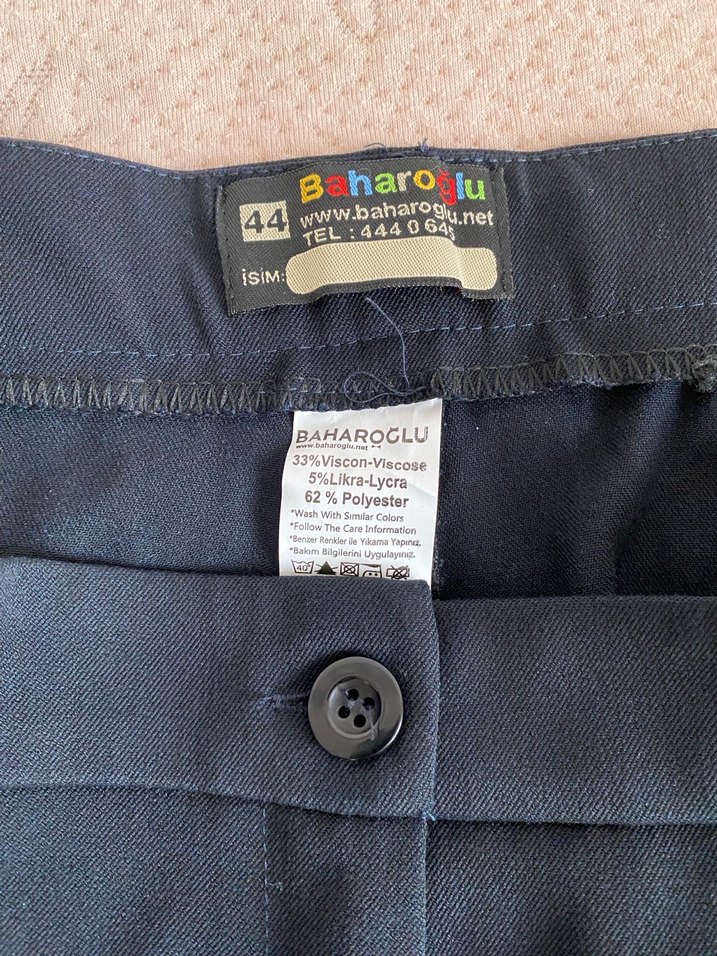 Baharoğlu
44
www.baharoglu.net
TEL : 444 0 645
İSİM:
BAHAROĞLU
www.baharoglu.net
33%Viscon-Viscose
5%Likra-Lycra
62 % Polyester
*Wash With Similar Colors
*Follow The Care Information
*Benzer Renkler ile Yıkama Yapınız.
*Bakım Bilgilerini Uygulayınız.
40°